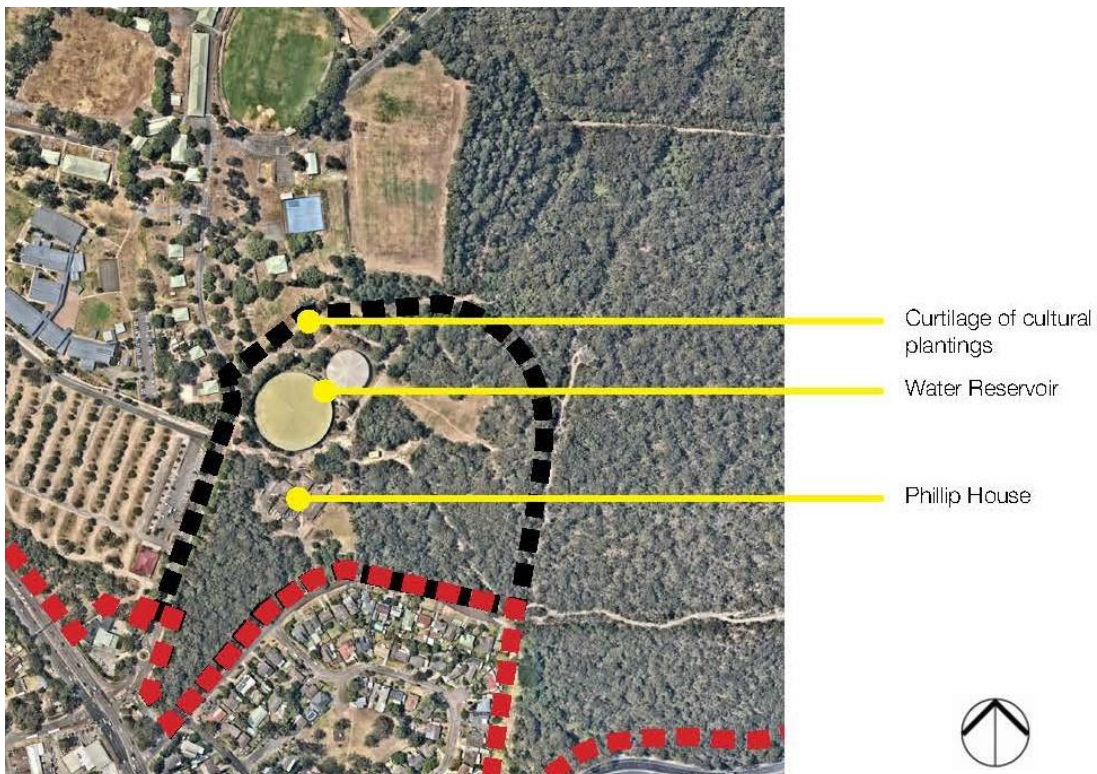 Curtilage of cultural
plantings
Water Reservoir
Phillip House